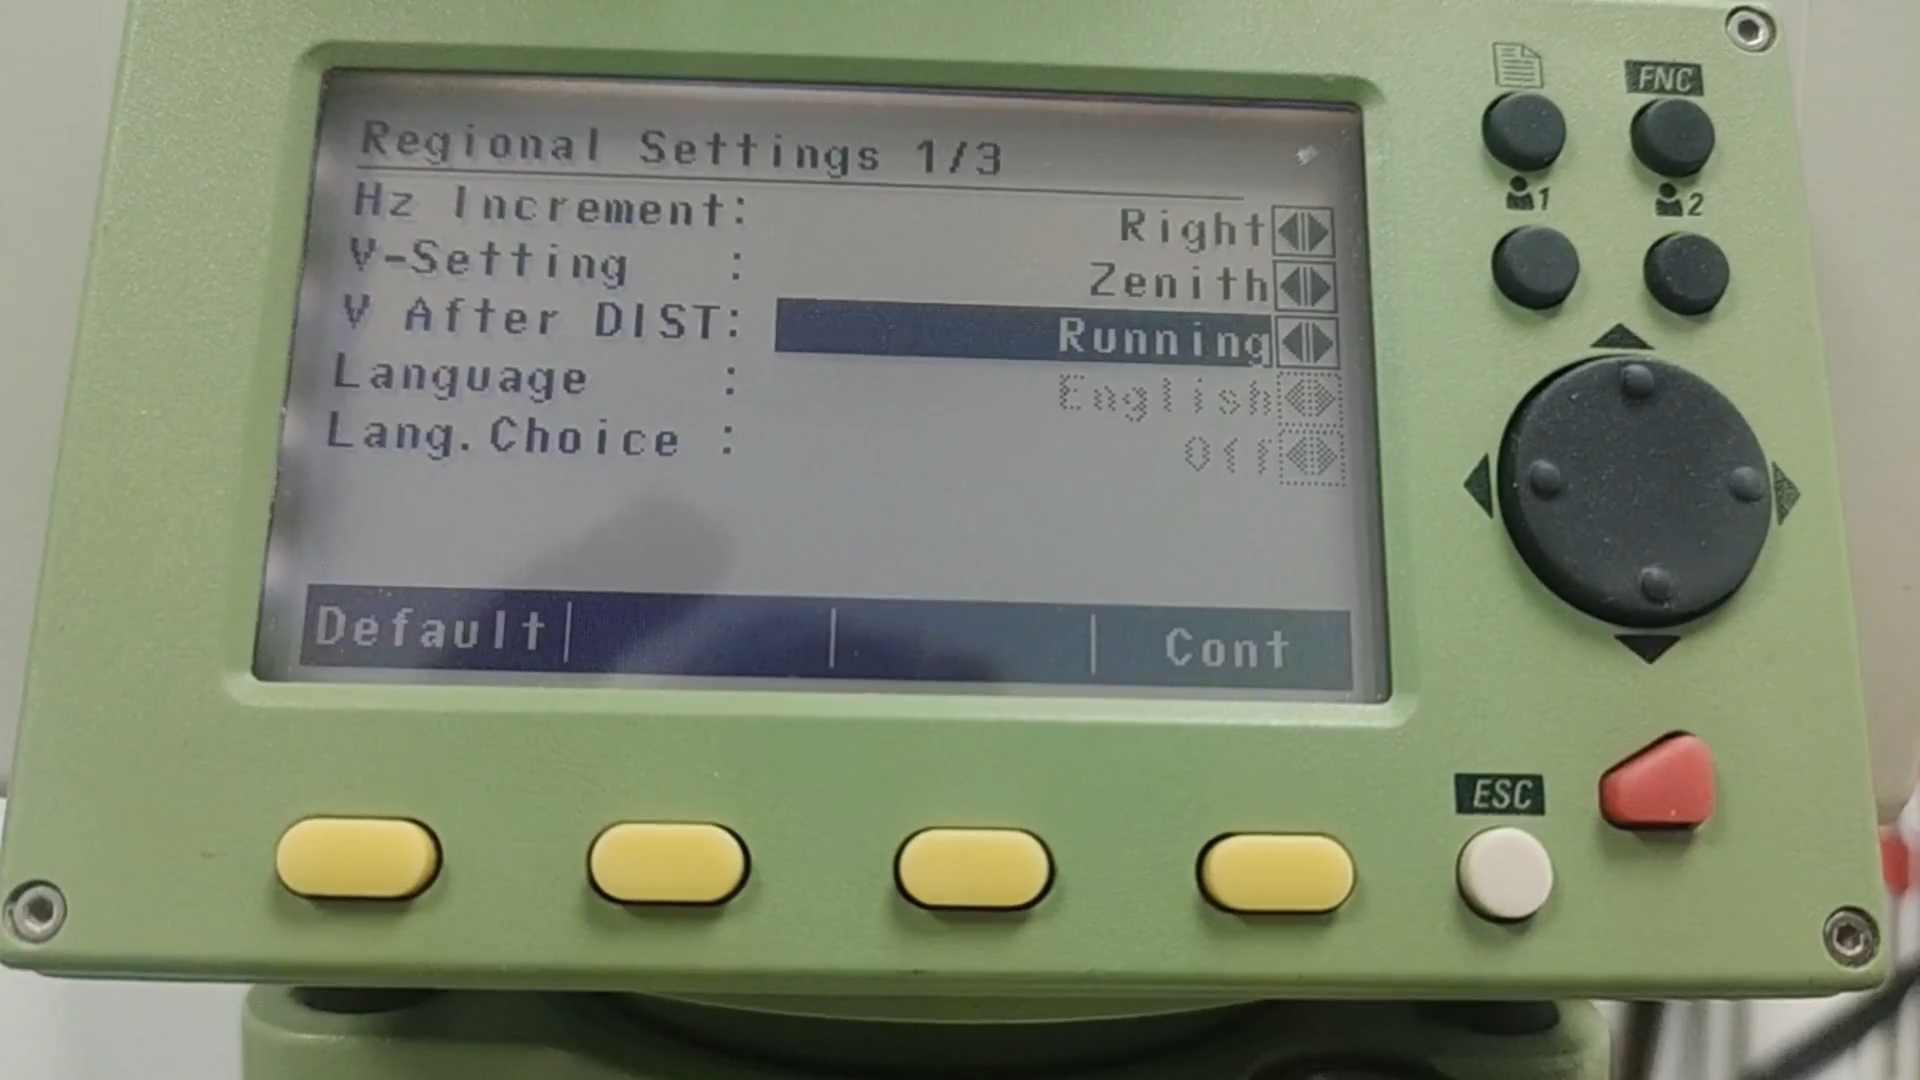 Regional Settings 1/3
Hz Increment: Right
V-Setting : Zenith
V After DIST: Running
Language : English
Lang.Choice : Off
Default Cont
FNC
1 2
ESC